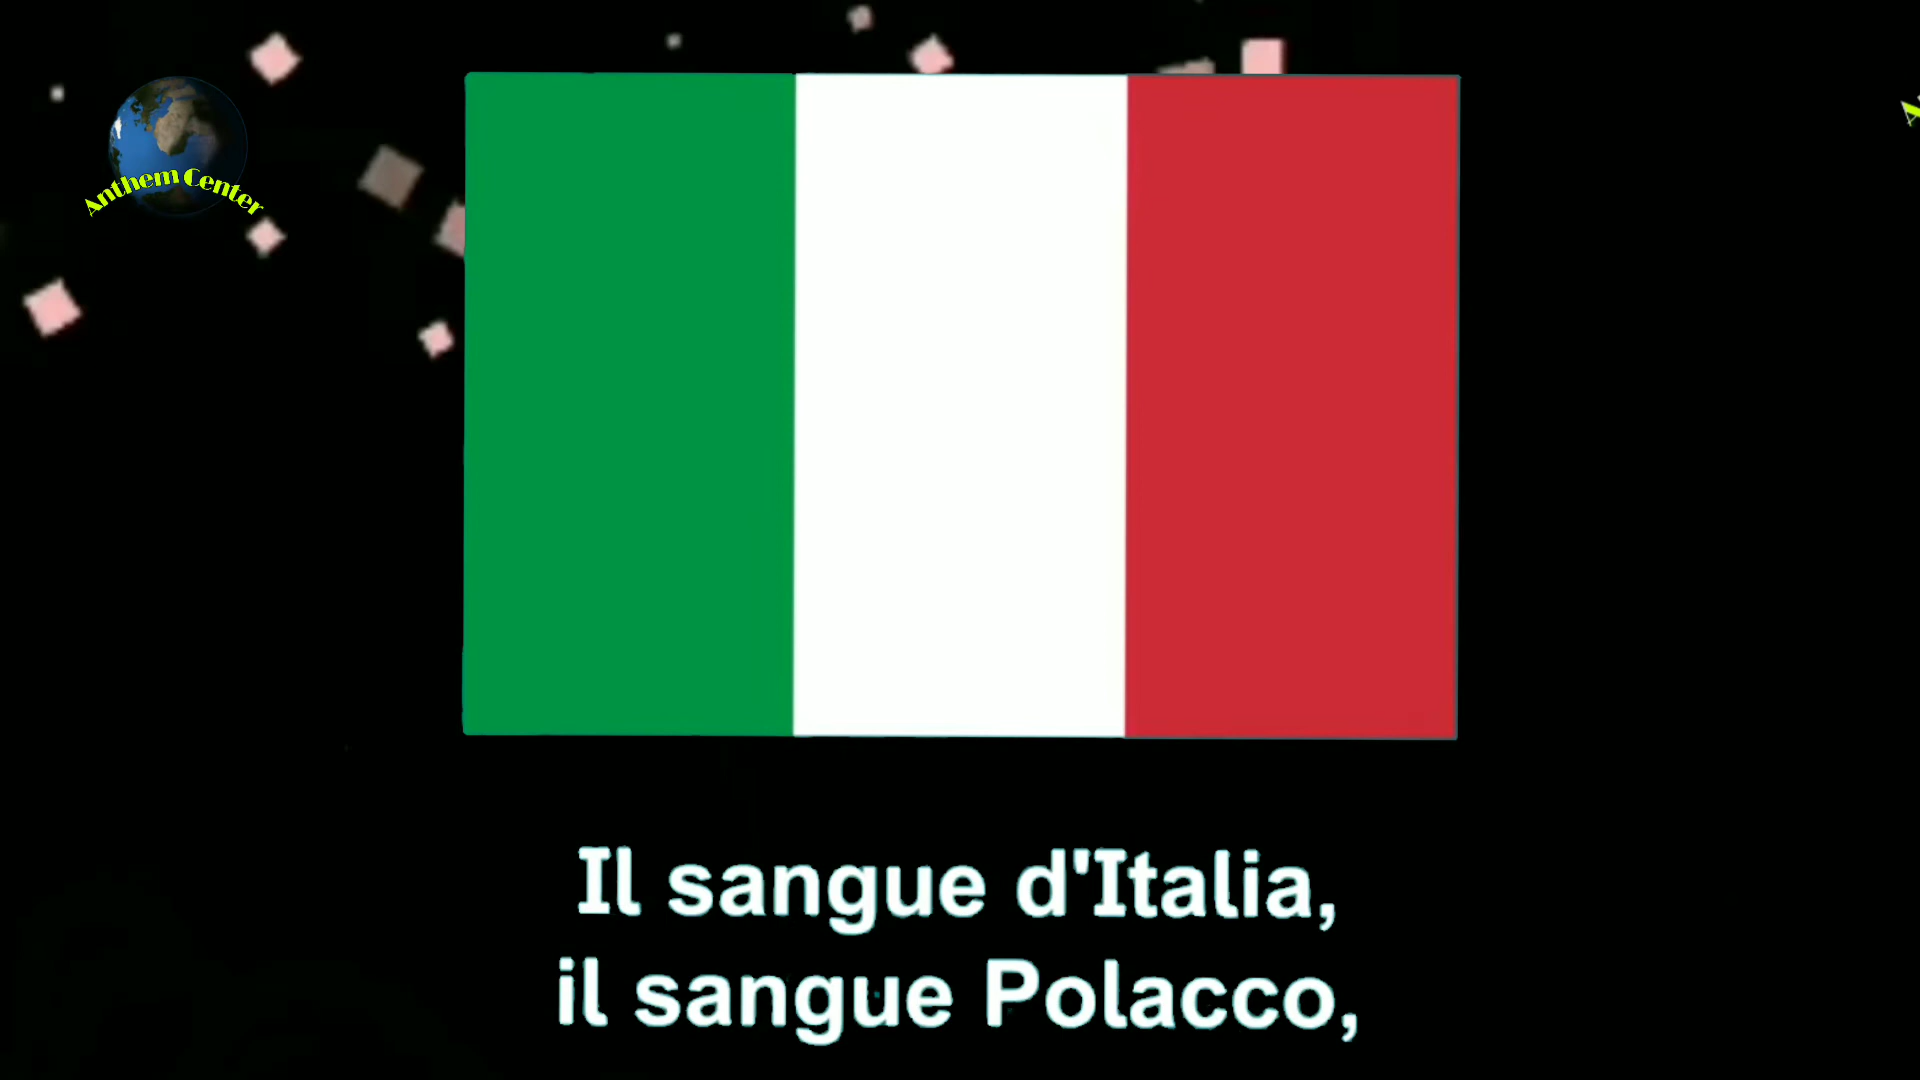 Anthem Center
Il sangue d'Italia,
il sangue Polacco,